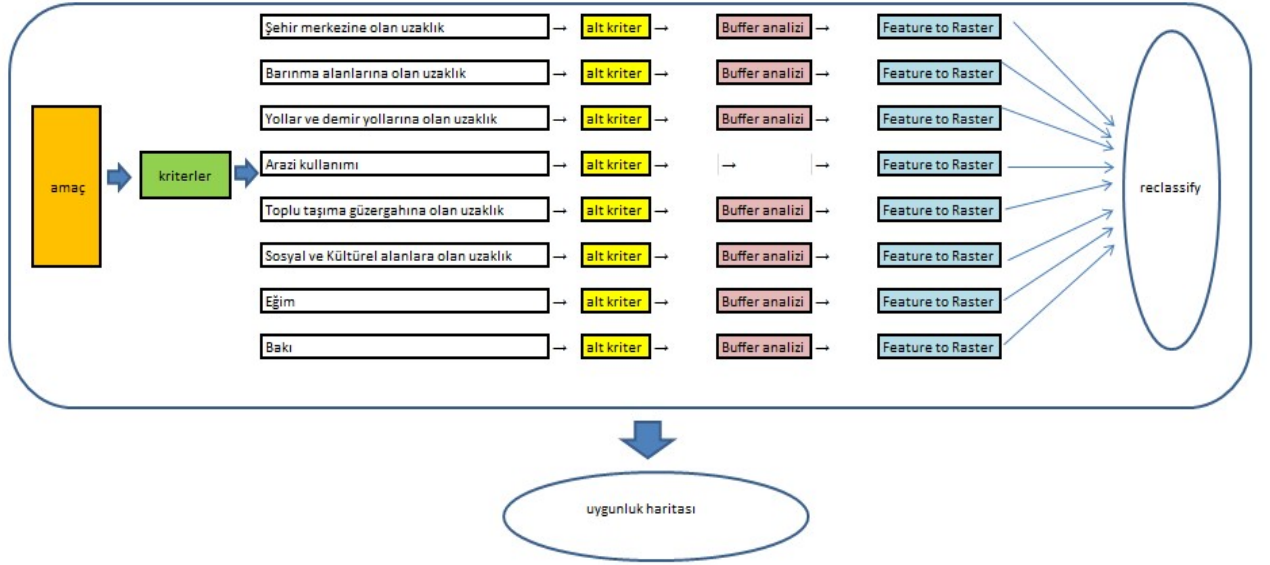 Şehir merkezine olan uzaklık → alt kriter → Buffer analizi → Feature to Raster
Barınma alanlarına olan uzaklık → alt kriter → Buffer analizi → Feature to Raster
Yollar ve demir yollarına olan uzaklık → alt kriter → Buffer analizi → Feature to Raster
amaç
kriterler
Arazi kullanımı → alt kriter → → → Feature to Raster
reclassify
Toplu taşıma güzergahına olan uzaklık → alt kriter → Buffer analizi → Feature to Raster
Sosyal ve Kültürel alanlara olan uzaklık → alt kriter → Buffer analizi → Feature to Raster
Eğim → alt kriter → Buffer analizi → Feature to Raster
Bakı → alt kriter → Buffer analizi → Feature to Raster
uygunluk haritası